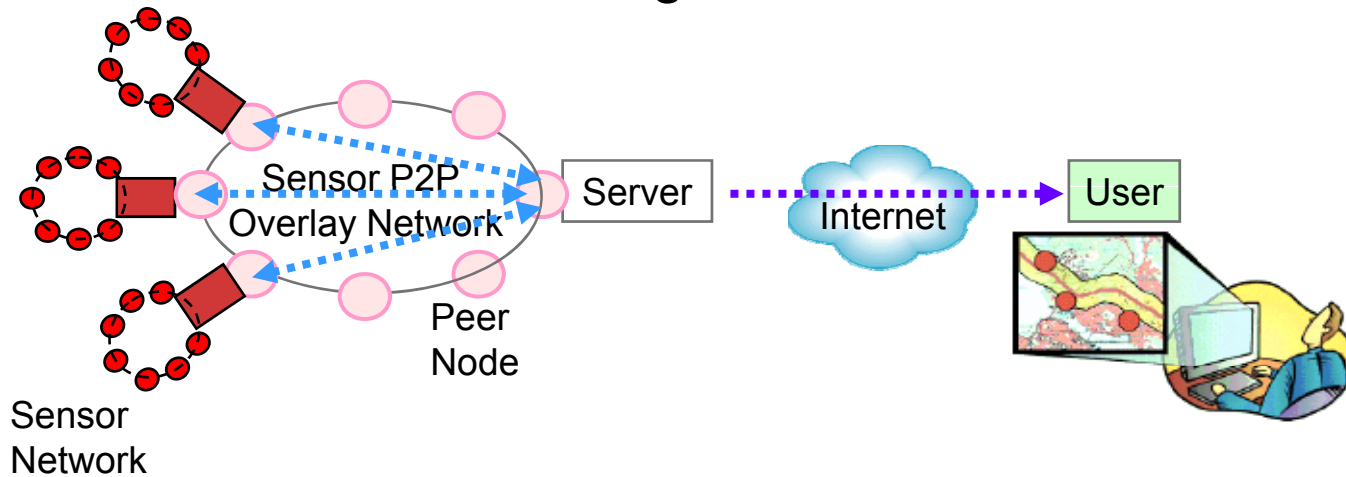 g
Sensor P2P
Overlay Network
Server
Internet
User
Peer
Node
Sensor
Network